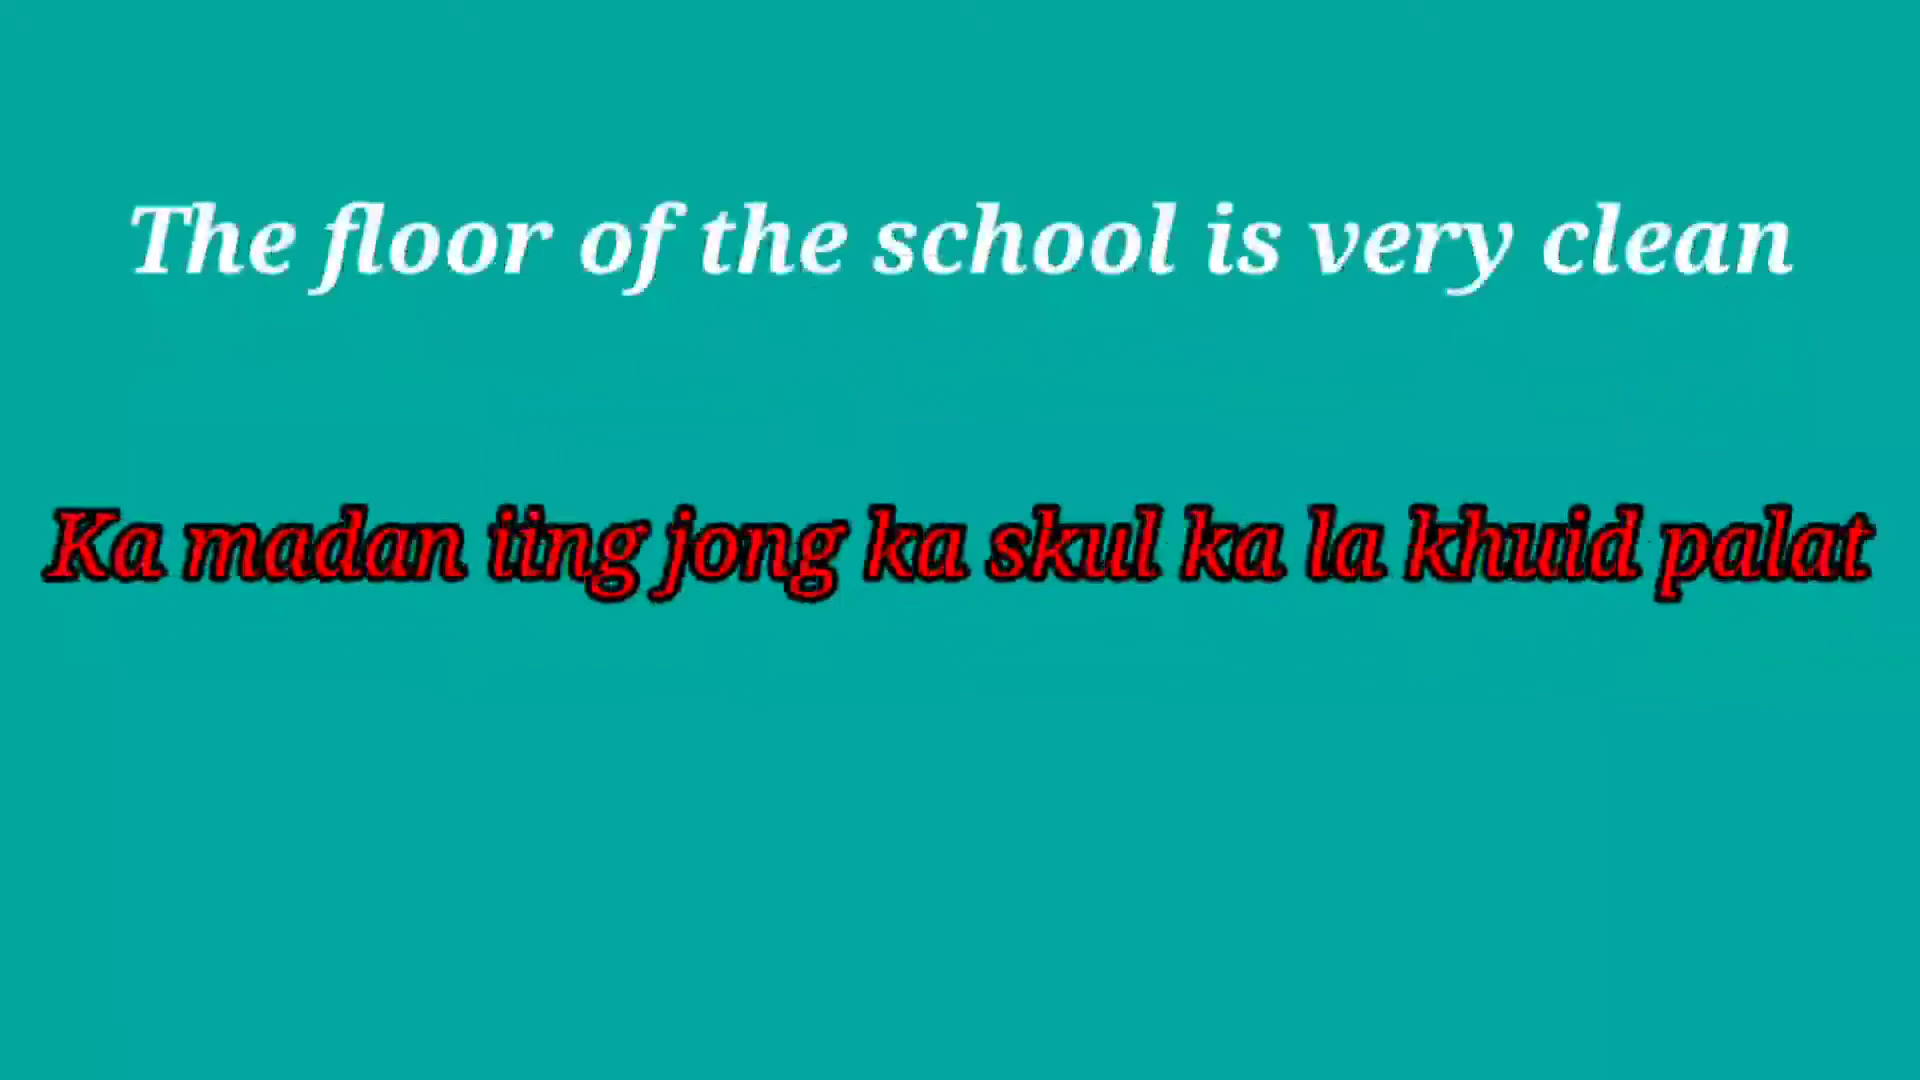 The floor of the school is very clean
Ka madan iing jong ka skul ka la khuid palat